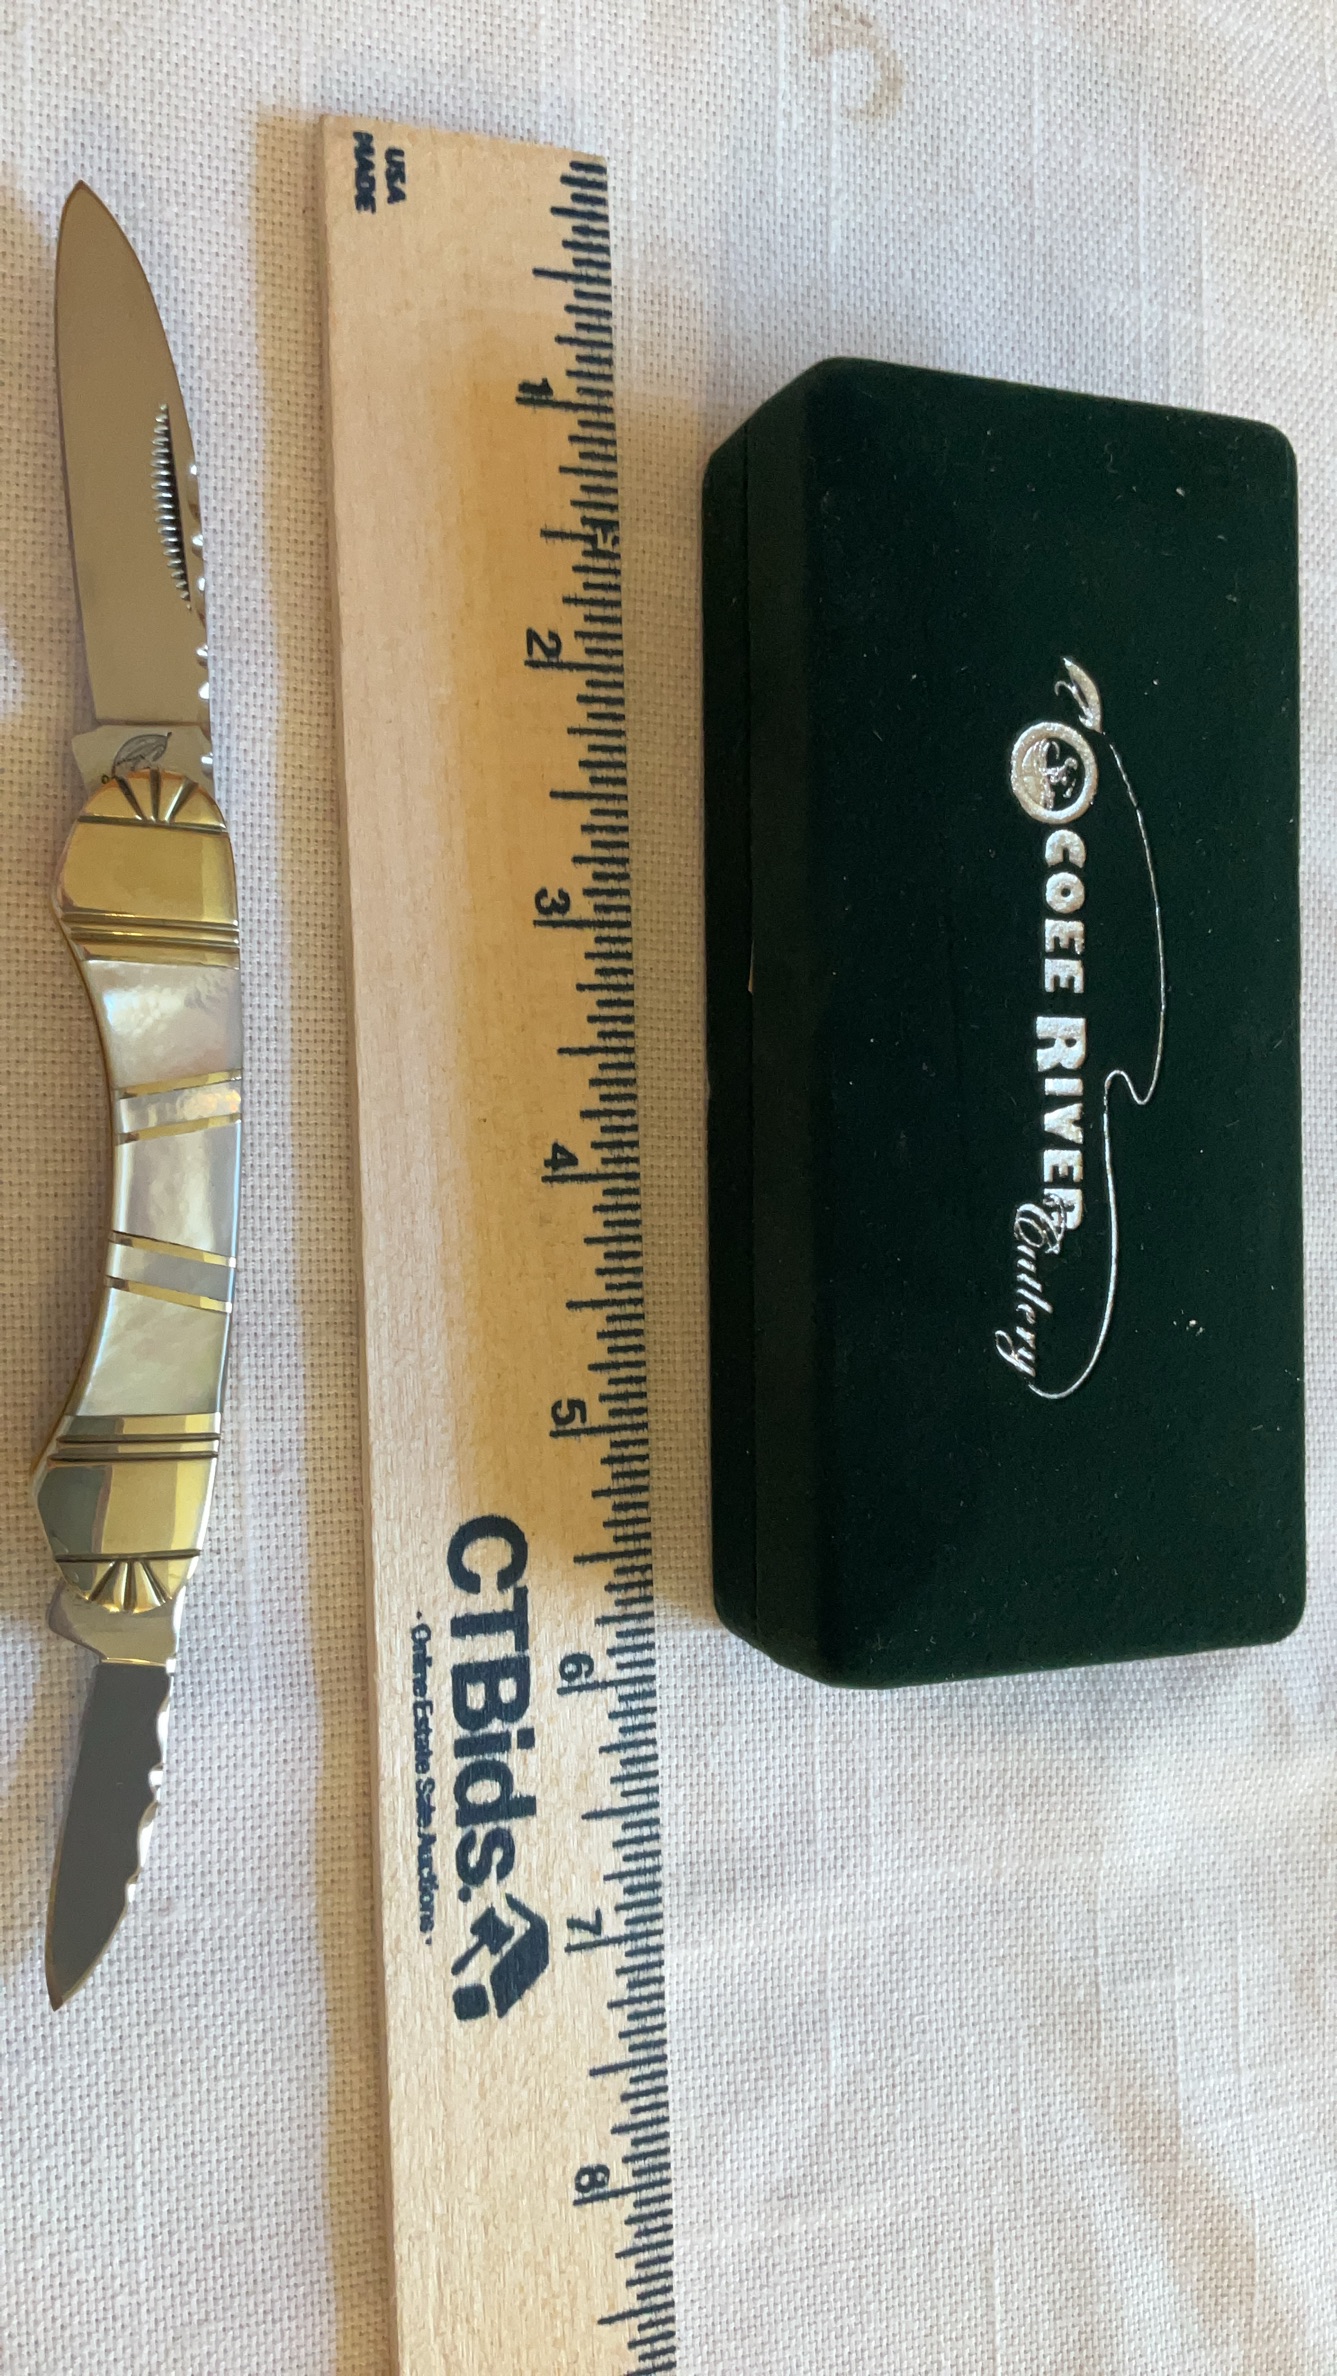 MADE
USA
1
2
3
4
5
6
7
8
CTBids.
· Online Estate Sale Auctions ·
OCOEE RIVER
Cutlery